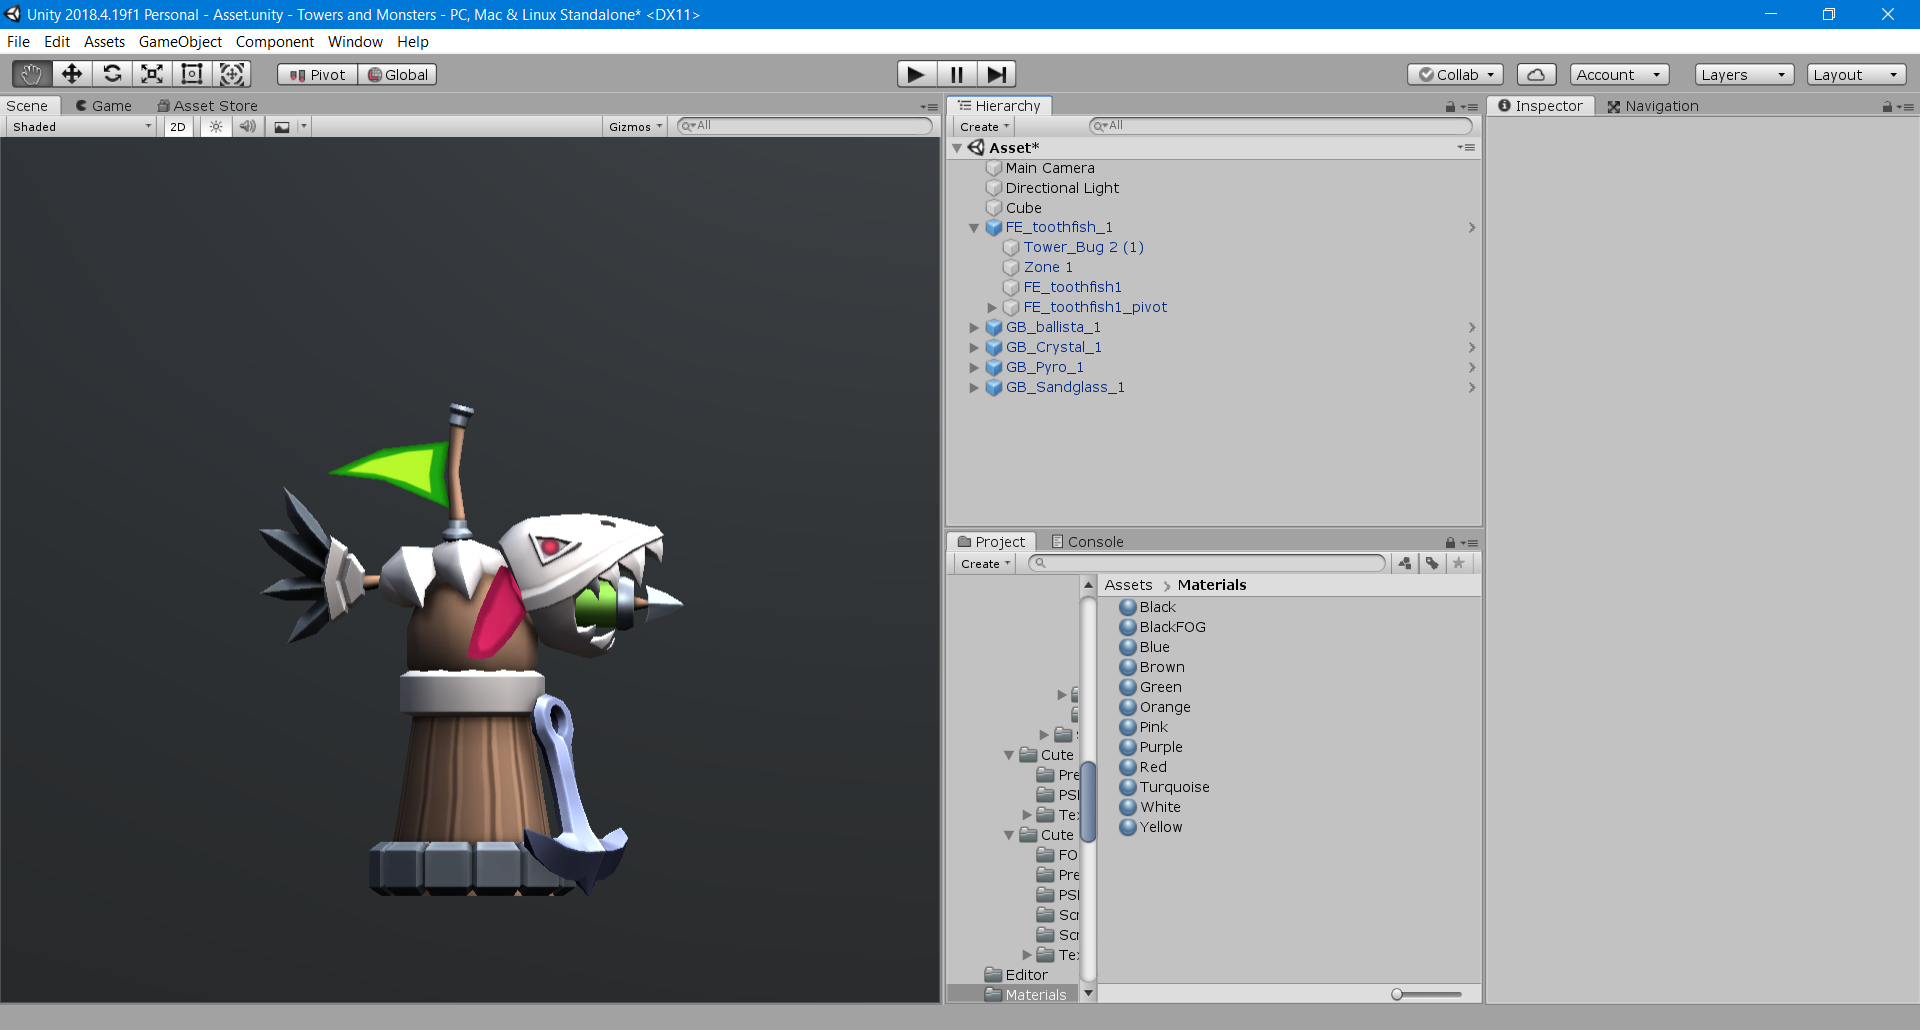 Unity 2018.4.19f1 Personal - Asset.unity - Towers and Monsters - PC, Mac & Linux Standalone* <DX11>
File Edit Assets GameObject Component Window Help
Pivot Global Collab Account Layers Layout
Scene Game Asset Store
Shaded 2D Gizmos All
Hierarchy
Create All
Asset*
Main Camera
Directional Light
Cube
FE_toothfish_1
Tower_Bug 2 (1)
Zone 1
FE_toothfish1
FE_toothfish1_pivot
GB_ballista_1
GB_Crystal_1
GB_Pyro_1
GB_Sandglass_1
Inspector Navigation
Project Console
Create
Cute
Pre
PSI
Te
Cute
FO
Pre
PSI
Scr
Scr
Te
Editor
Materials
Assets > Materials
Black
BlackFOG
Blue
Brown
Green
Orange
Pink
Purple
Red
Turquoise
White
Yellow